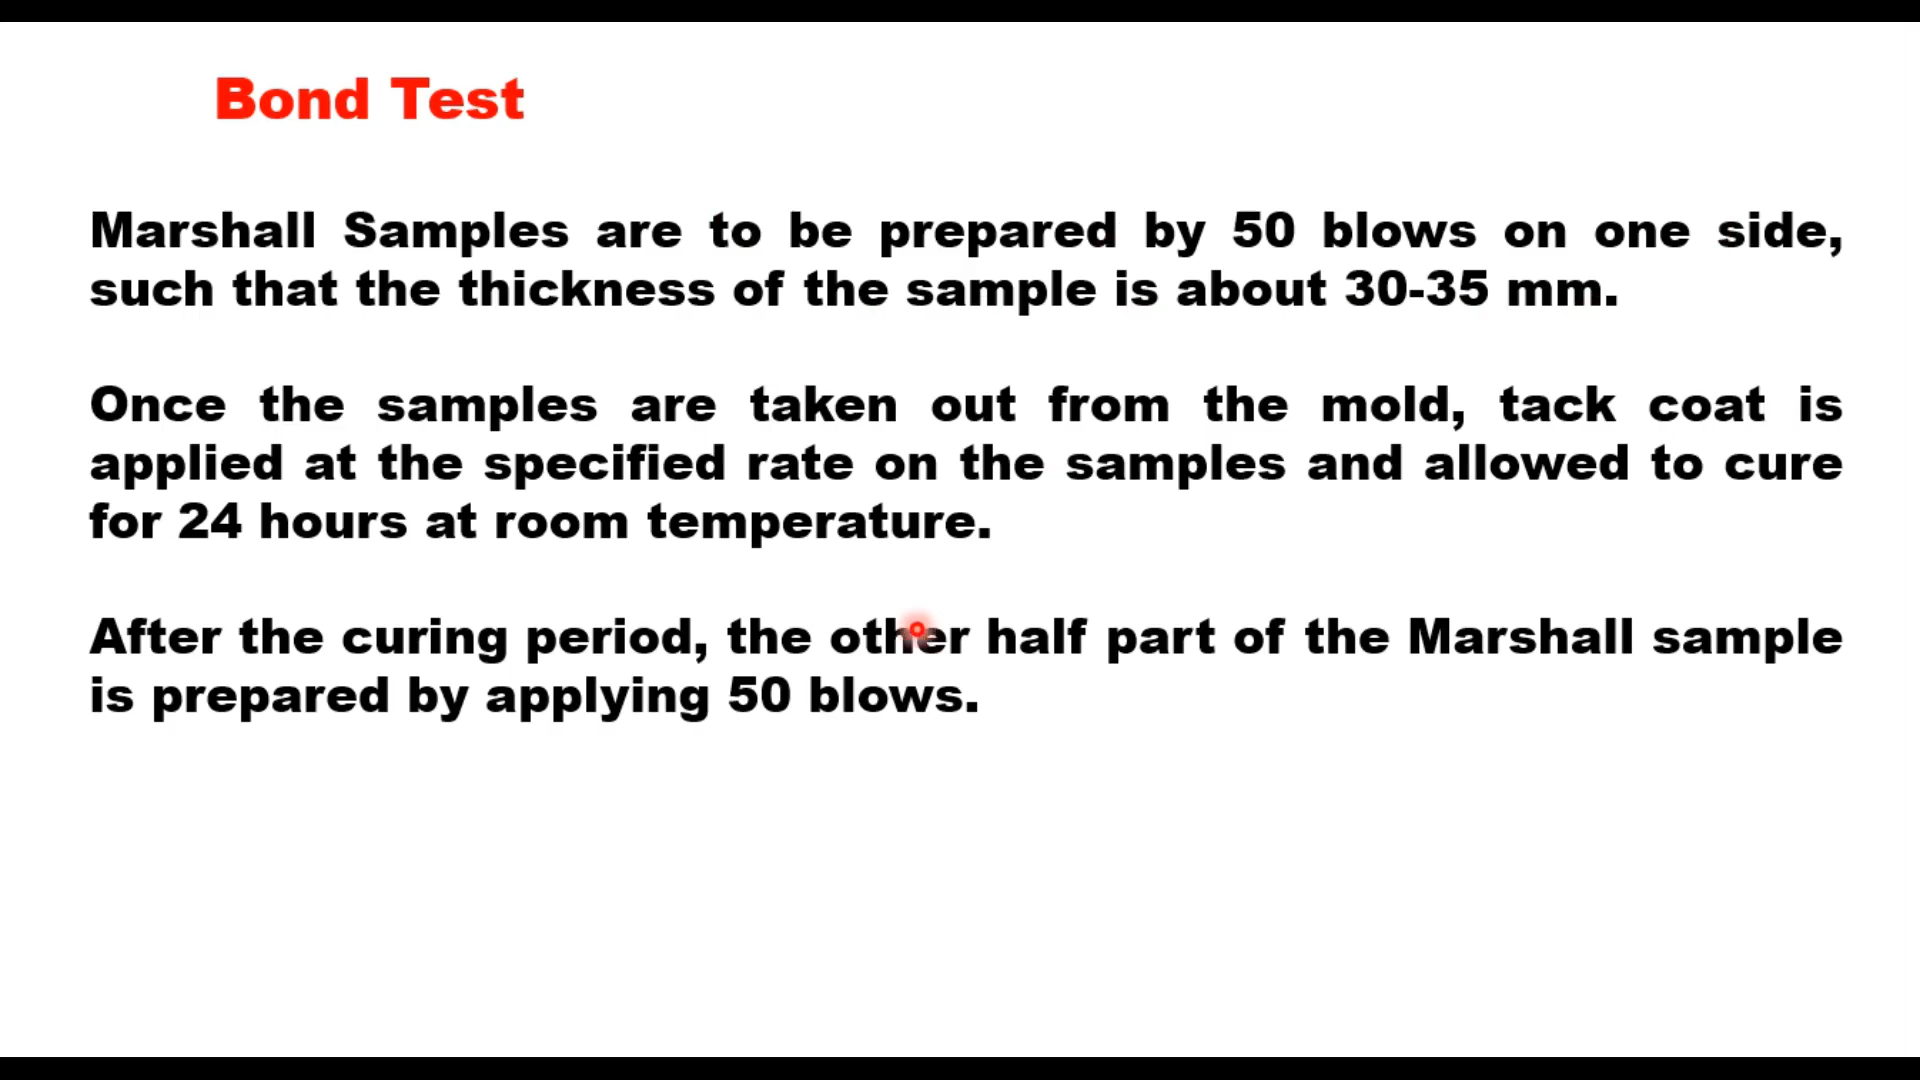 Bond Test
Marshall Samples are to be prepared by 50 blows on one side,
such that the thickness of the sample is about 30-35 mm.
Once the samples are taken out from the mold, tack coat is
applied at the specified rate on the samples and allowed to cure
for 24 hours at room temperature.
After the curing period, the other half part of the Marshall sample
is prepared by applying 50 blows.